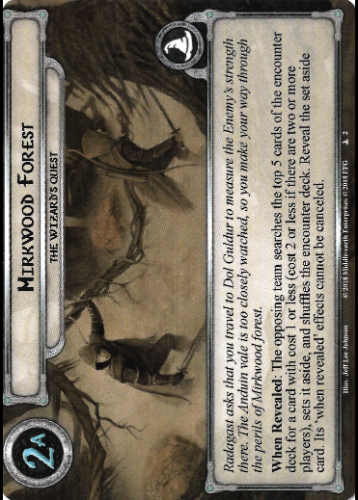 2A
Mirkwood Forest
The Wizard's Quest
Radagast asks that you travel to Dol Guldur to measure the Enemy's strength
there. The Anduin vale is too closely watched, so you make your way through
the perils of Mirkwood forest.
When Revealed: The opposing team searches the top 5 cards of the encounter
deck for a card with cost 1 or less (cost 2 or less if there are two or more
players), sets it aside, and shuffles the encounter deck. Reveal the set aside
card. Its 'when revealed' effects cannot be canceled.
Illus. Jeff Lee Johnson © 2018 Middle-earth Enterprises © 2018 FFG 2